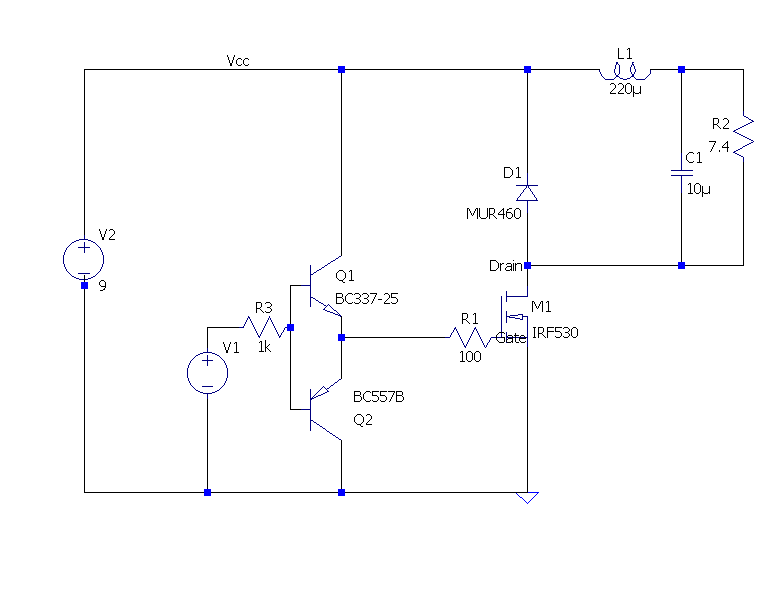 L1
Vcc
220µ
R2
7.4
C1
10µ
D1
MUR460
V2
9
Drain
Q1
BC337-25
R3
1k
V1
R1
100
M1
IRF530
Gate
BC557B
Q2